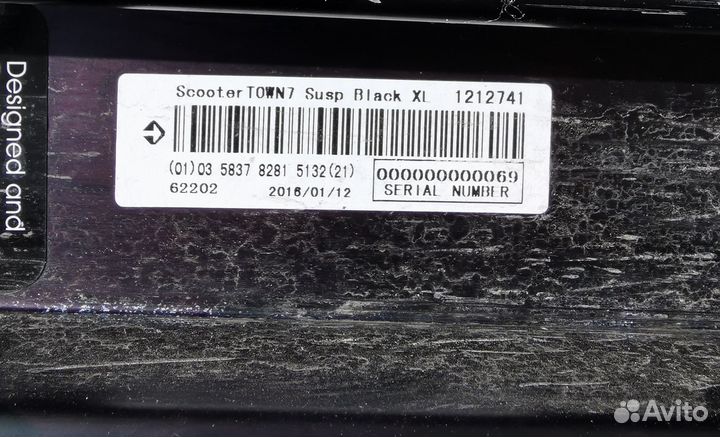 Designed and
ScooterTOWN7 Susp Black XL 1212741
(01)03 5837 8281 5132(21)
62202 2016/01/12
000000000069
SERIAL NUMBER
Avito